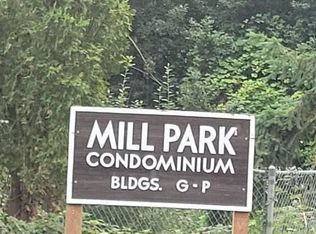 MILL PARK
CONDOMINIUM
BLDGS. G-P